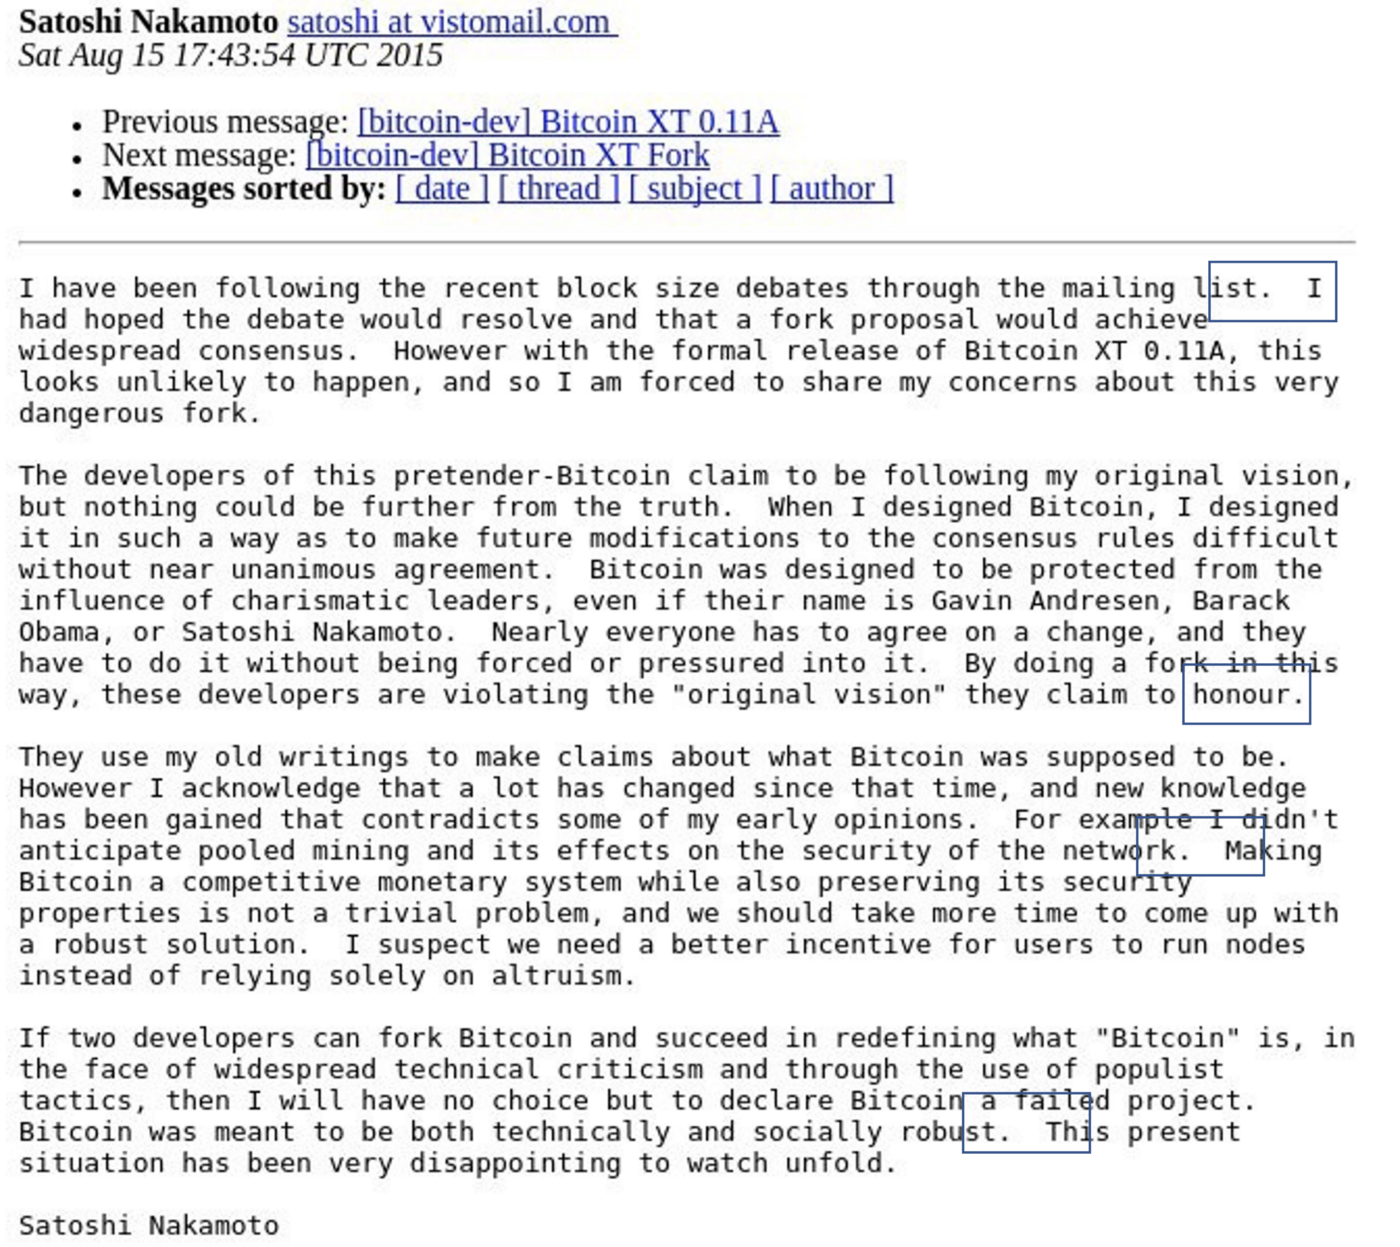 Satoshi Nakamoto satoshi at vistomail.com
Sat Aug 15 17:43:54 UTC 2015
• Previous message: [bitcoin-dev] Bitcoin XT 0.11A
• Next message: [bitcoin-dev] Bitcoin XT Fork
• Messages sorted by: [ date ] [ thread ] [ subject ] [ author ]
I have been following the recent block size debates through the mailing list.  I
had hoped the debate would resolve and that a fork proposal would achieve
widespread consensus.  However with the formal release of Bitcoin XT 0.11A, this
looks unlikely to happen, and so I am forced to share my concerns about this very
dangerous fork.
The developers of this pretender-Bitcoin claim to be following my original vision,
but nothing could be further from the truth.  When I designed Bitcoin, I designed
it in such a way as to make future modifications to the consensus rules difficult
without near unanimous agreement.  Bitcoin was designed to be protected from the
influence of charismatic leaders, even if their name is Gavin Andresen, Barack
Obama, or Satoshi Nakamoto.  Nearly everyone has to agree on a change, and they
have to do it without being forced or pressured into it.  By doing a fork in this
way, these developers are violating the "original vision" they claim to honour.
They use my old writings to make claims about what Bitcoin was supposed to be.
However I acknowledge that a lot has changed since that time, and new knowledge
has been gained that contradicts some of my early opinions.  For example I didn't
anticipate pooled mining and its effects on the security of the network.  Making
Bitcoin a competitive monetary system while also preserving its security
properties is not a trivial problem, and we should take more time to come up with
a robust solution.  I suspect we need a better incentive for users to run nodes
instead of relying solely on altruism.
If two developers can fork Bitcoin and succeed in redefining what "Bitcoin" is, in
the face of widespread technical criticism and through the use of populist
tactics, then I will have no choice but to declare Bitcoin a failed project.
Bitcoin was meant to be both technically and socially robust.  This present
situation has been very disappointing to watch unfold.
Satoshi Nakamoto